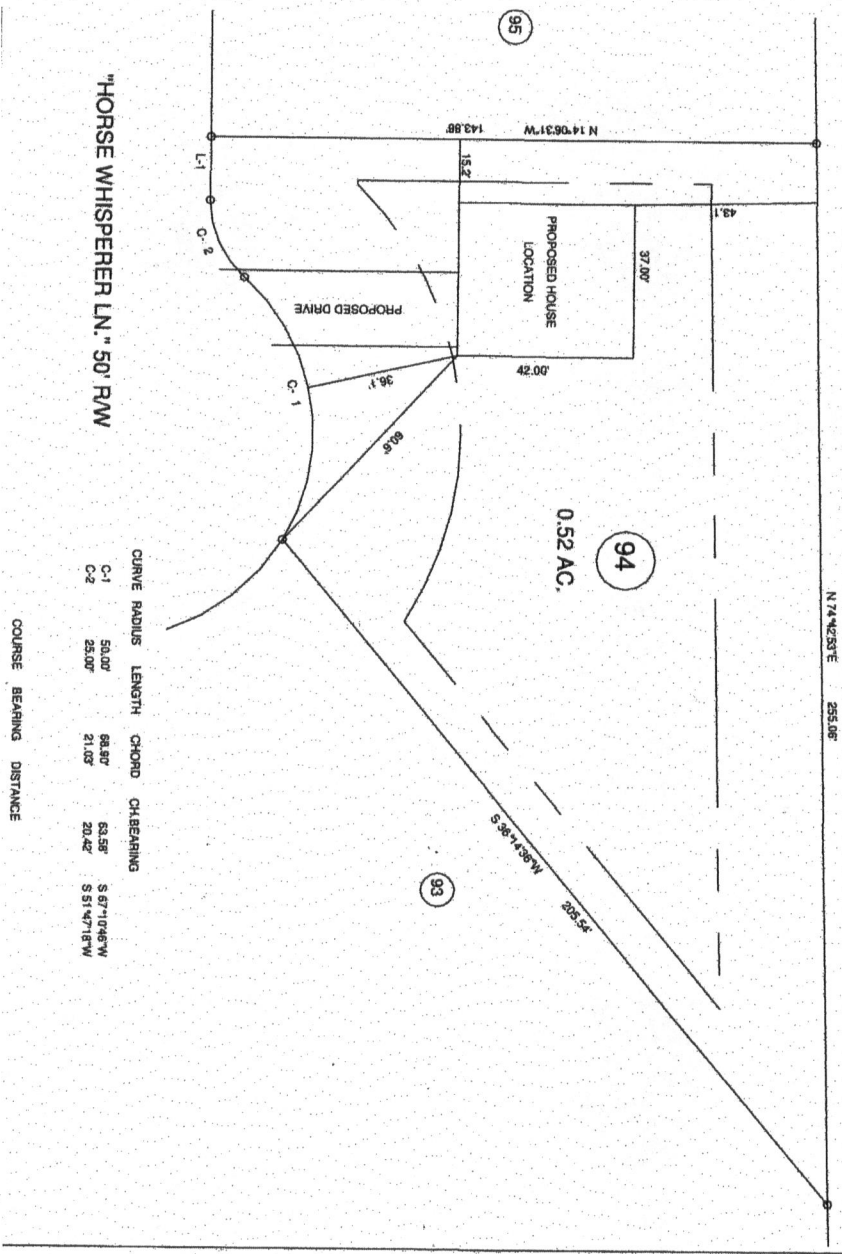 95
N 14°06'31"W 143.86'
15.2'
43.1
L-1
C- 2
PROPOSED HOUSE
LOCATION
37.00'
42.00'
PROPOSED DRIVE
36.1'
C- 1
60.6'
"HORSE WHISPERER LN." 50' R/W
94
0.52 AC.
N 74°42'53"E 255.06'
S 36°14'36"W 205.54'
93
CURVE RADIUS LENGTH CHORD CH.BEARING
C-1 50.00' 68.90' 63.58' S 67°10'46"W
C-2 25.00' 21.03' 20.42' S 51°47'18"W
COURSE BEARING DISTANCE